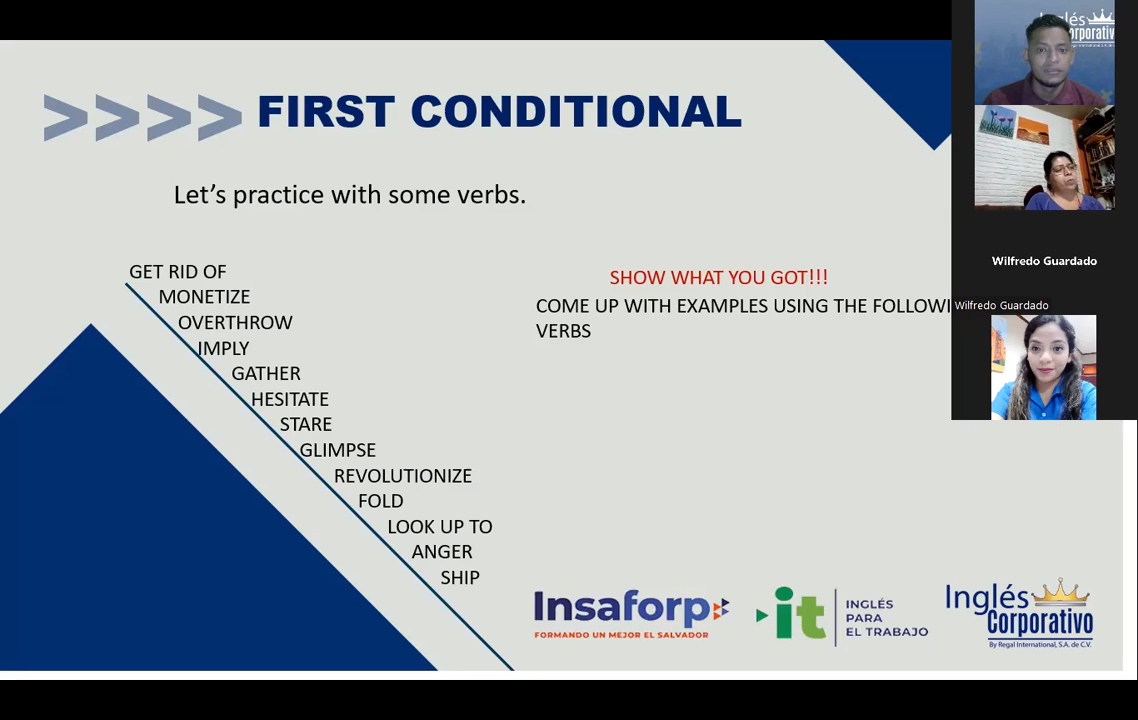 >>>> FIRST CONDITIONAL
Let's practice with some verbs.
GET RID OF
MONETIZE
OVERTHROW
IMPLY
GATHER
HESITATE
STARE
GLIMPSE
REVOLUTIONIZE
FOLD
LOOK UP TO
ANGER
SHIP
SHOW WHAT YOU GOT!!!
COME UP WITH EXAMPLES USING THE FOLLOWI
VERBS
Insaforp
FORMANDO UN MEJOR EL SALVADOR
it
INGLÉS
PARA
EL TRABAJO
Inglés
Corporativo
By Regal International, S.A. de C.V.
Wilfredo Guardado
Wilfredo Guardado